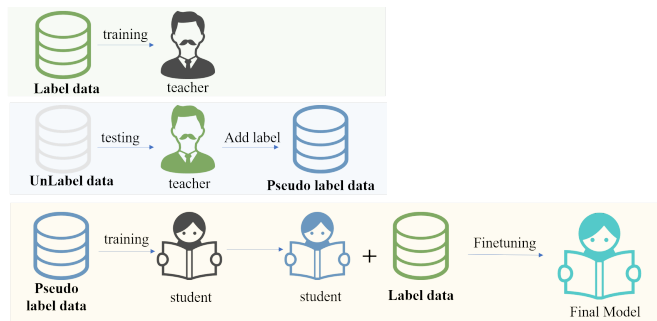 training
Label data
teacher
testing
Add label
UnLabel data
teacher
Pseudo label data
training
+
Finetuning
Pseudo
label data
student
student
Label data
Final Model